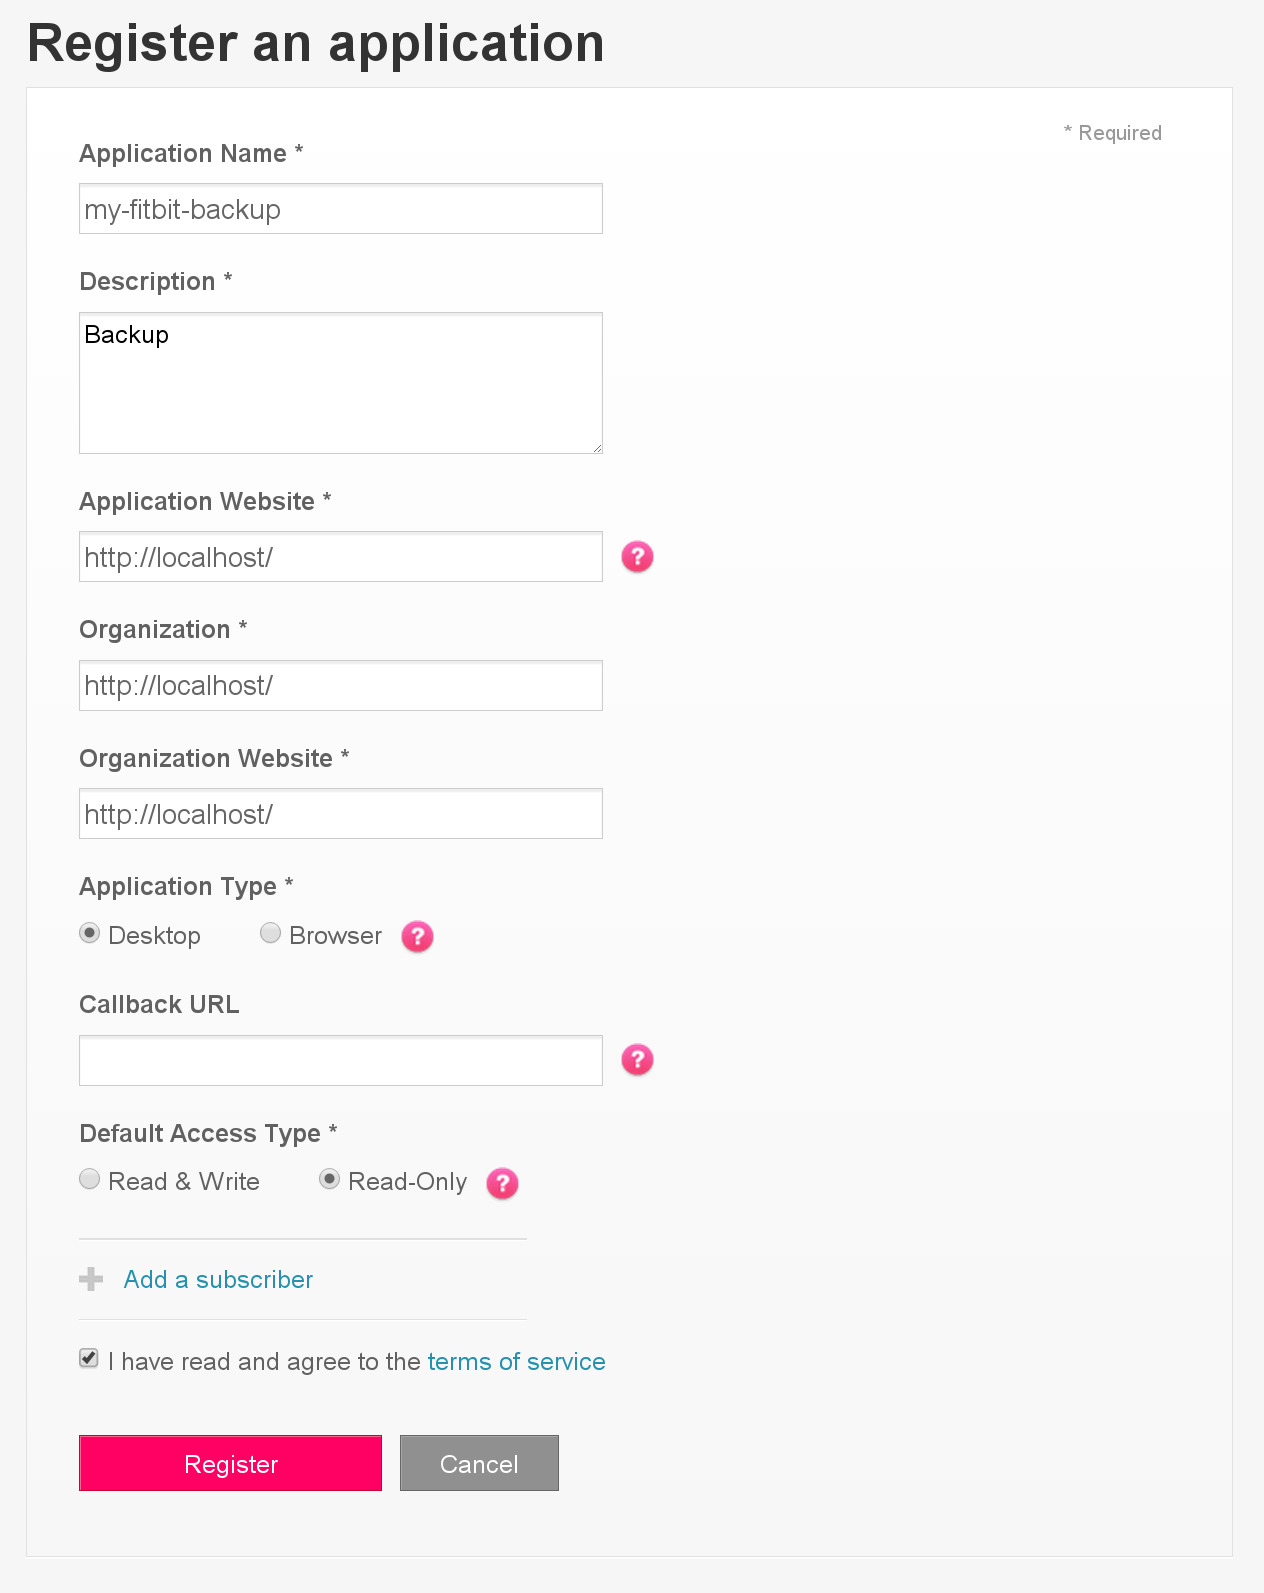 Register an application
* Required
Application Name *
my-fitbit-backup
Description *
Backup
Application Website *
http://localhost/
?
Organization *
http://localhost/
Organization Website *
http://localhost/
Application Type *
Desktop Browser ?
Callback URL
?
Default Access Type *
Read & Write Read-Only ?
Add a subscriber
I have read and agree to the terms of service
Register Cancel